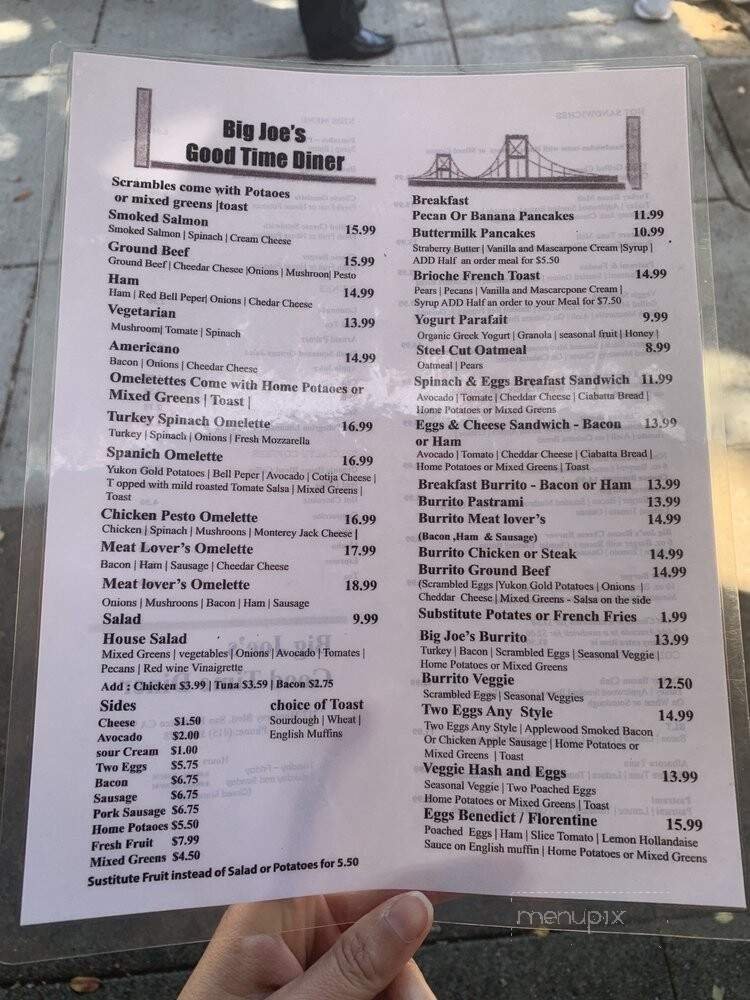 Big Joe's
Good Time Diner
Scrambles come with Potaoes
or mixed greens |toast
Smoked Salmon 15.99
Smoked Salmon | Spinach | Cream Cheese
Ground Beef 15.99
Ground Beef | Cheedar Chesee |Onions | Mushroon| Pesto
Ham 14.99
Ham | Red Bell Peper| Onions | Chedar Cheese
Vegetarian 13.99
Mushroom| Tomate | Spinach
Americano 14.99
Bacon | Onions | Cheedar Cheese
Omeletettes Come with Home Potaoes or
Mixed Greens | Toast |
Turkey Spinach Omelette 16.99
Turkey | Spinach | Onions | Fresh Mozzarella
Spanich Omelette 16.99
Yukon Gold Potatoes | Bell Peper | Avocado | Cotija Cheese |
T opped with mild roasted Tomate Salsa | Mixed Greens |
Toast
Chicken Pesto Omelette 16.99
Chicken | Spinach | Mushroons | Monterey Jack Cheese |
Meat Lover's Omelette 17.99
Bacon | Ham | Sausage | Cheedar Cheese
Meat lover's Omelette 18.99
Onions | Mushroons | Bacon | Ham | Sausage
Salad 9.99
House Salad
Mixed Greens | vegetables | Onions | Avocado | Tomates |
Pecans | Red wine Vinaigrette
Add : Chicken $3.99 | Tuna $3.59 | Bacon $2.75
Sides
Cheese $1.50
Avocado $2.00
sour Cream $1.00
Two Eggs $5.75
Bacon $6.75
Sausage $6.75
Pork Sausage $6.75
Home Potaoes $5.50
Fresh Fruit $7.99
Mixed Greens $4.50
choice of Toast
Sourdough | Wheat |
English Muffins
Sustitute Fruit instead of Salad or Potatoes for 5.50
Breakfast
Pecan Or Banana Pancakes 11.99
Buttermilk Pancakes 10.99
Straberry Butter | Vanilla and Mascarpone Cream |Syrup |
ADD Half an order meal for $5.50
Brioche French Toast 14.99
Pears | Pecans | Vanilla and Masarcpone Cream |
Syrup ADD Half an order to your Meal for $7.50
Yogurt Parafait 9.99
Organic Greek Yogurt | Granola | seasonal fruit | Honey |
Steel Cut Oatmeal 8.99
Oatmeal | Pears
Spinach & Eggs Breafast Sandwich 11.99
Avocado | Tomate | Cheddar Cheese | Ciabatta Bread |
Home Potatoes or Mixed Greens
Eggs & Cheese Sandwich - Bacon 13.99
or Ham
Avocado | Tomato | Cheddar Cheese | Ciabatta Bread |
Home Potatoes or Mixed Greens | Toast
Breakfast Burrito - Bacon or Ham 13.99
Burrito Pastrami 13.99
Burrito Meat lover's 14.99
(Bacon ,Ham & Sausage)
Burrito Chicken or Steak 14.99
Burrito Ground Beef 14.99
(Scrambled Eggs |Yukon Gold Potatoes | Onions |
Cheddar Cheese | Mixed Greens - Salsa on the side
Substitute Potates or French Fries 1.99
Big Joe's Burrito 13.99
Turkey | Bacon | Scrambled Eggs | Seasonal Veggie |
Home Potatoes or Mixed Greens
Burrito Veggie 12.50
Scrambled Eggs | Seasonal Veggies
Two Eggs Any Style 14.99
Two Eggs Any Style | Applewood Smoked Bacon
Or Chicken Apple Sausage | Home Potatoes or
Mixed Greens | Toast
Veggie Hash and Eggs 13.99
Seasonal Veggie | Two Poached Eggs
Home Potatoes or Mixed Greens | Toast
Eggs Benedict / Florentine 15.99
Poached Eggs | Ham | Slice Tomato | Lemon Hollandaise
Sauce on English muffin | Home Potatoes or Mixed Greens
menupix